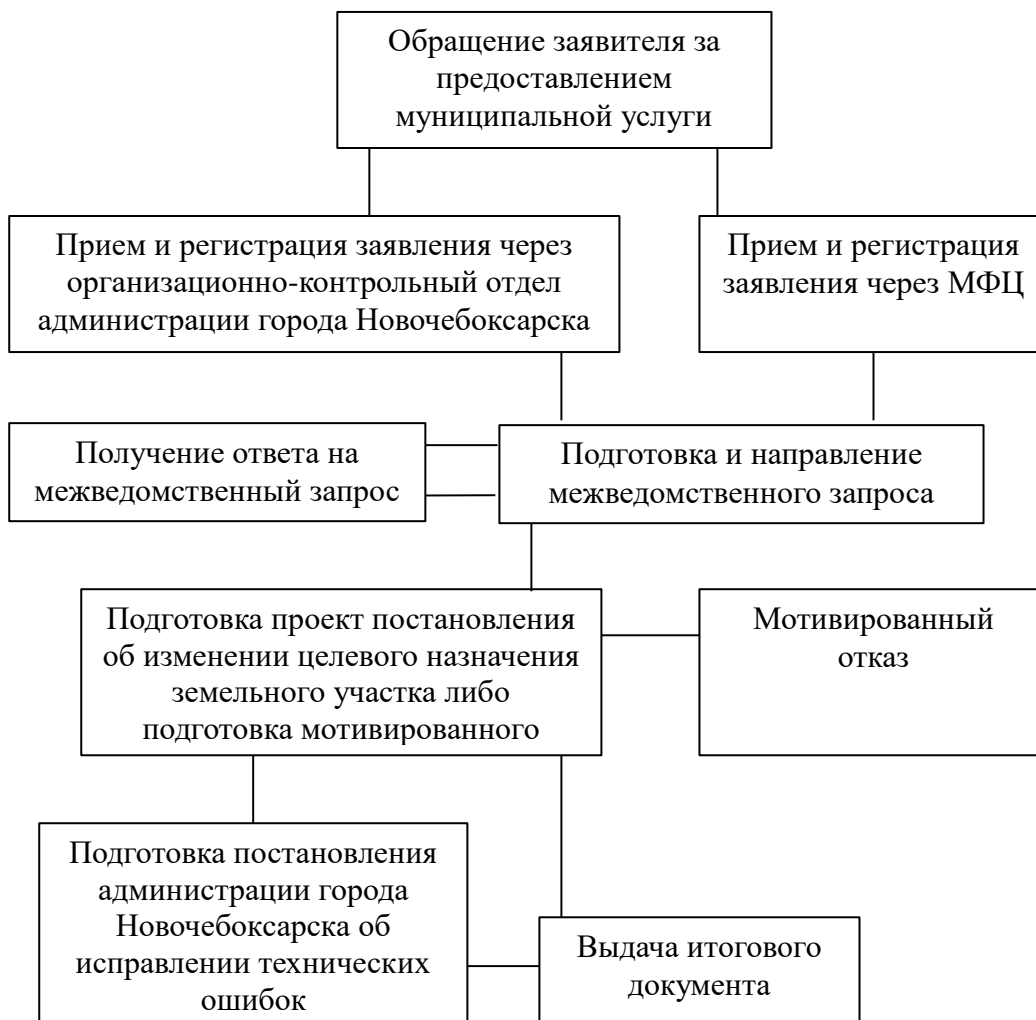 Обращение заявителя за
предоставлением
муниципальной услуги
Прием и регистрация заявления через
организационно-контрольный отдел
администрации города Новочебоксарска
Прием и регистрация
заявления через МФЦ
Получение ответа на
межведомственный запрос
Подготовка и направление
межведомственного запроса
Подготовка проект постановления
об изменении целевого назначения
земельного участка либо
подготовка мотивированного
Мотивированный
отказ
Подготовка постановления
администрации города
Новочебоксарска об
исправлении технических
ошибок
Выдача итогового
документа